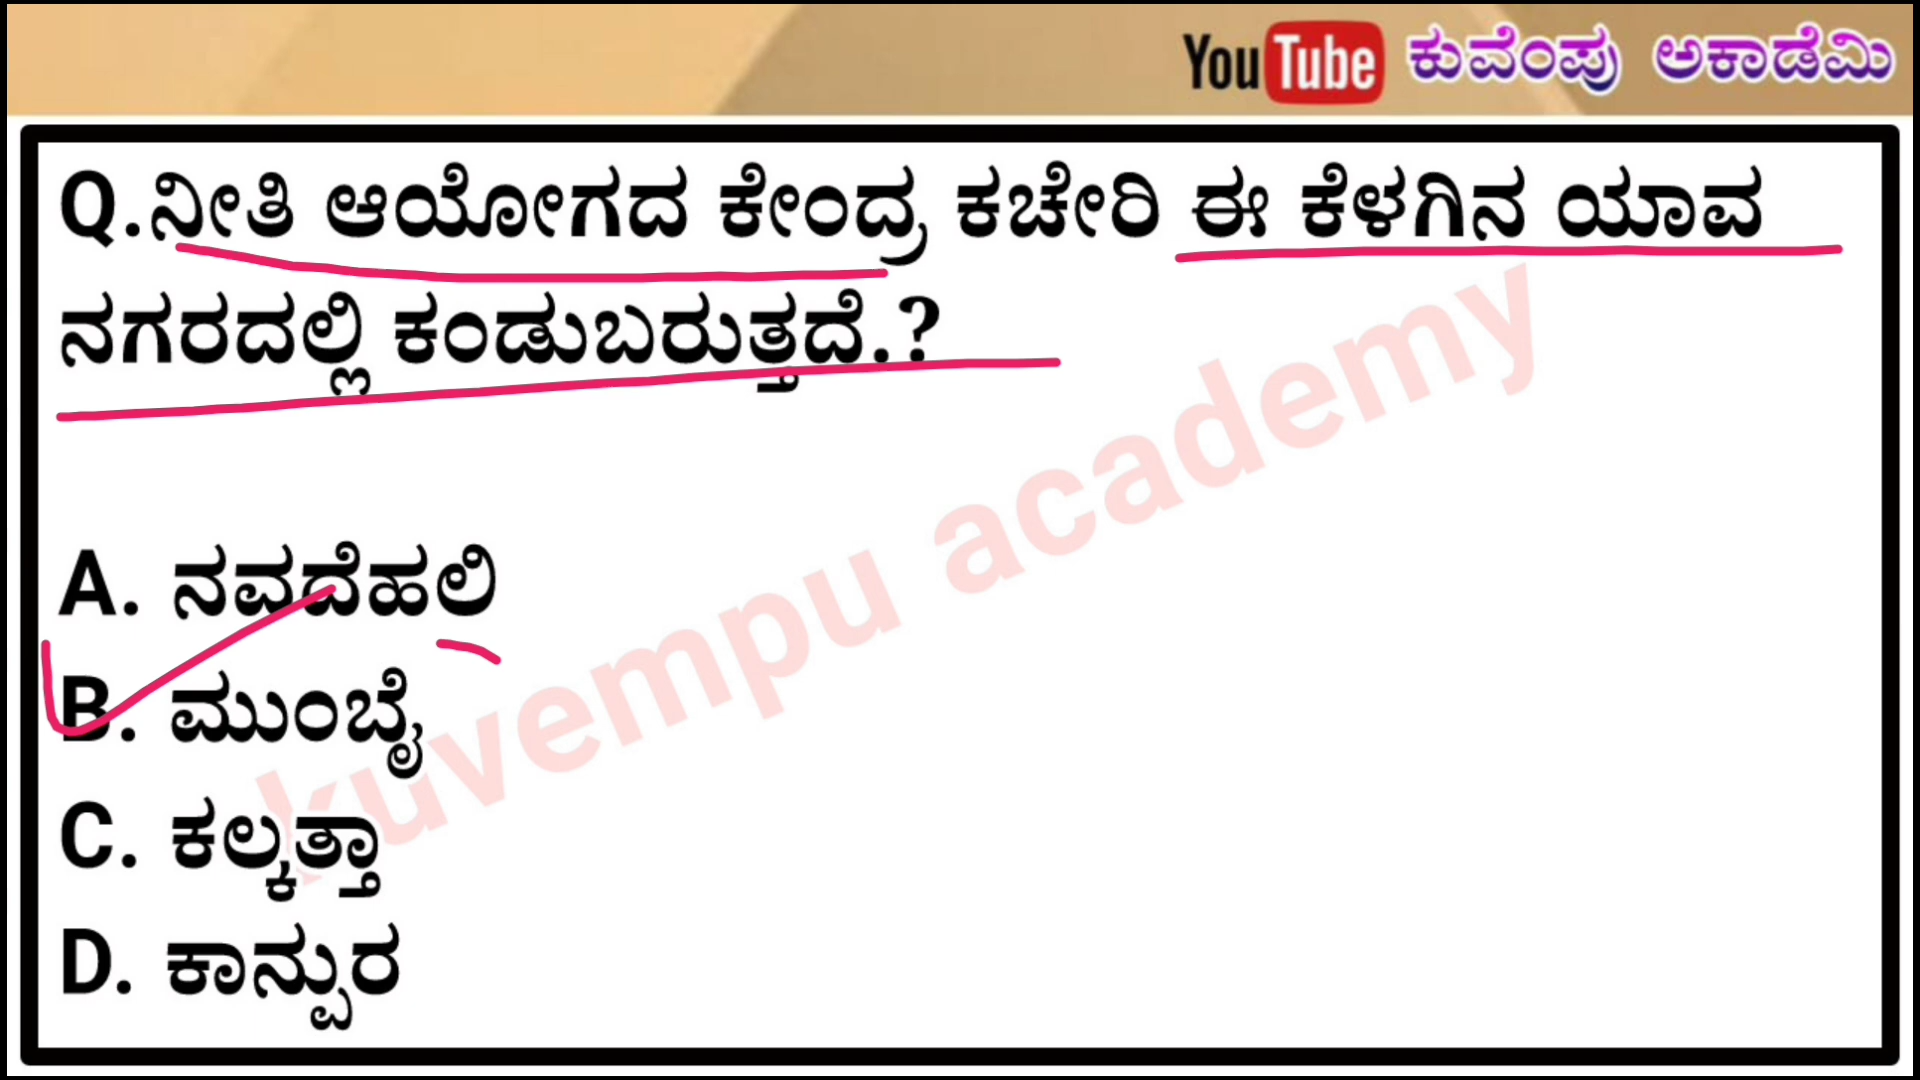 YouTube ಕುವೆಂಪು ಅಕಾಡೆಮಿ
Q.ನೀತಿ ಆಯೋಗದ ಕೇಂದ್ರ ಕಚೇರಿ ಈ ಕೆಳಗಿನ ಯಾವ
ನಗರದಲ್ಲಿ ಕಂಡುಬರುತ್ತದೆ.?
A. ನವದೆಹಲಿ
B. ಮುಂಬೈ
C. ಕಲ್ಕತ್ತಾ
D. ಕಾನ್ಪುರ
kuvempu academy